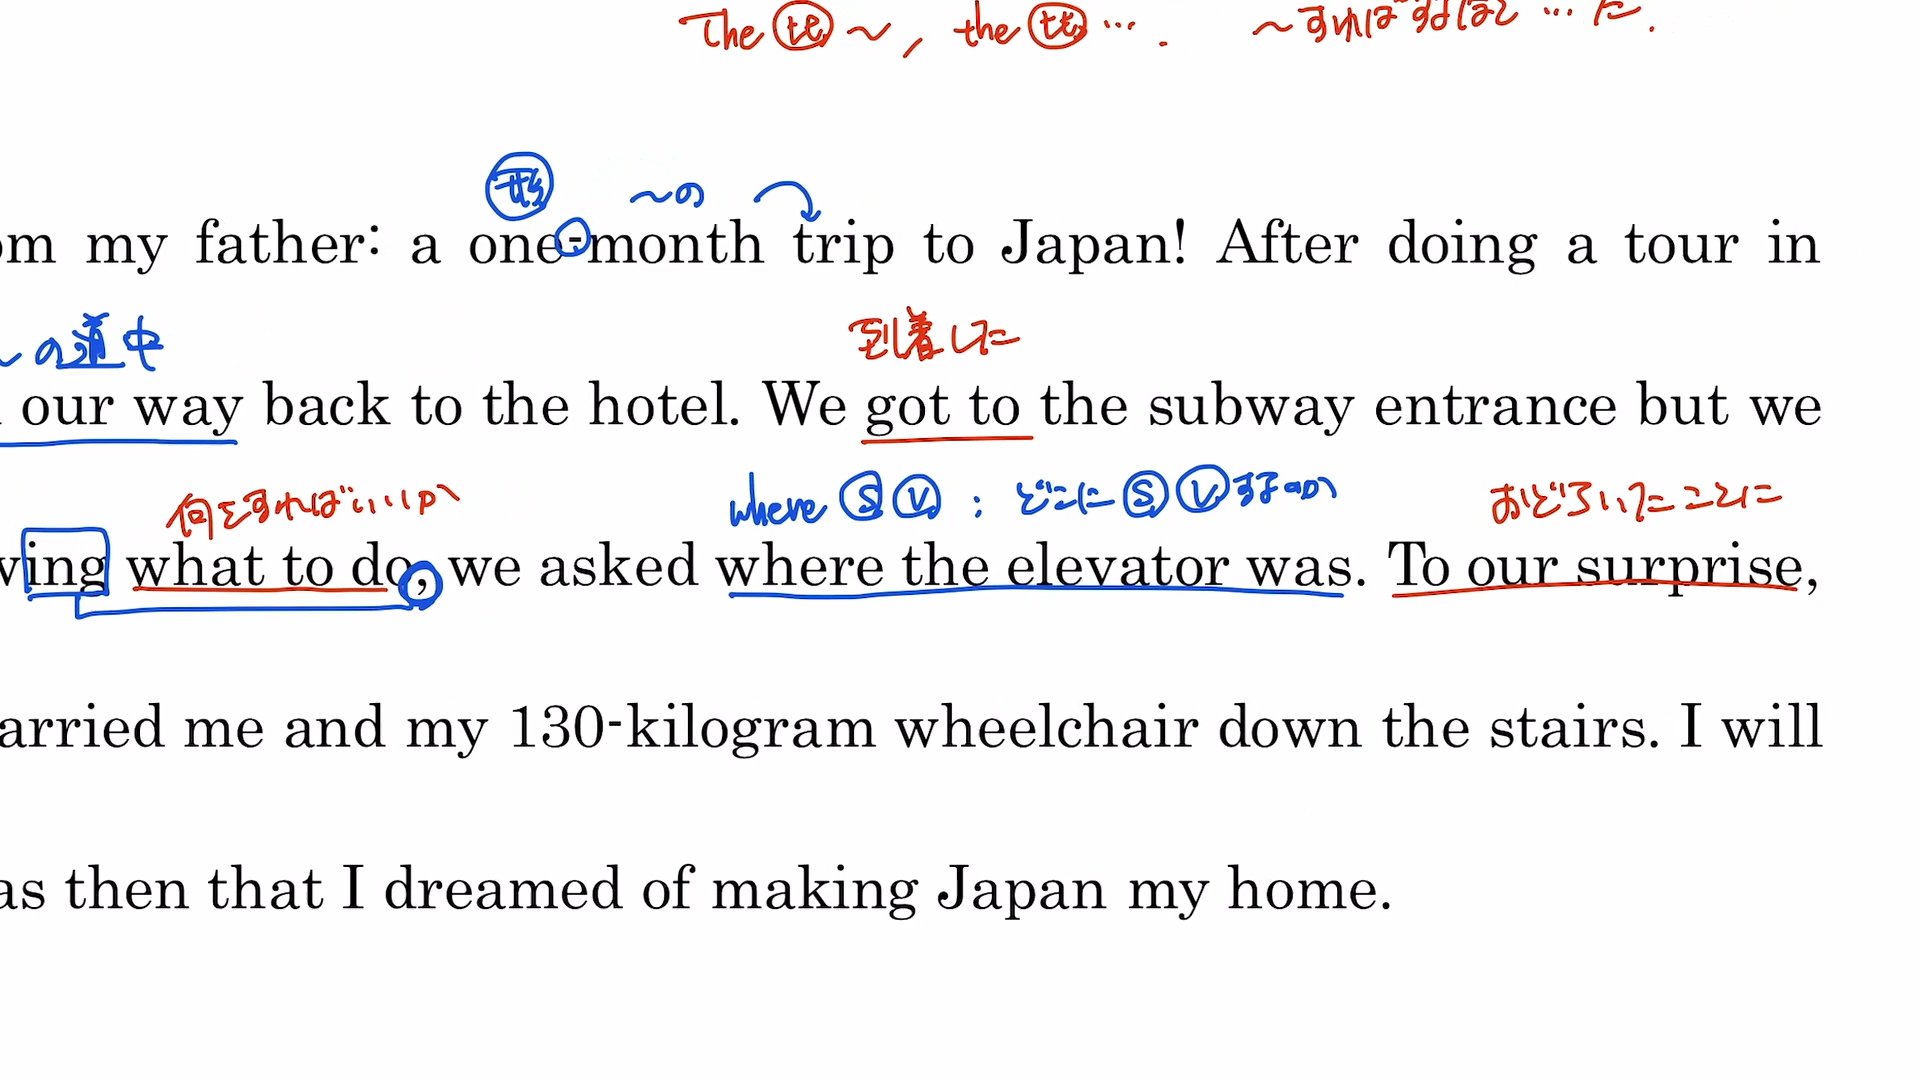 The 比 ～, the 比 …. ～すればするほど…だ.
形 ～の
om my father: a one-month trip to Japan! After doing a tour in
～の道中 到着した
our way back to the hotel. We got to the subway entrance but we
何をすればいいか where S V : どこに S V するのか おどろいたことに
wing what to do, we asked where the elevator was. To our surprise,
arried me and my 130-kilogram wheelchair down the stairs. I will
as then that I dreamed of making Japan my home.